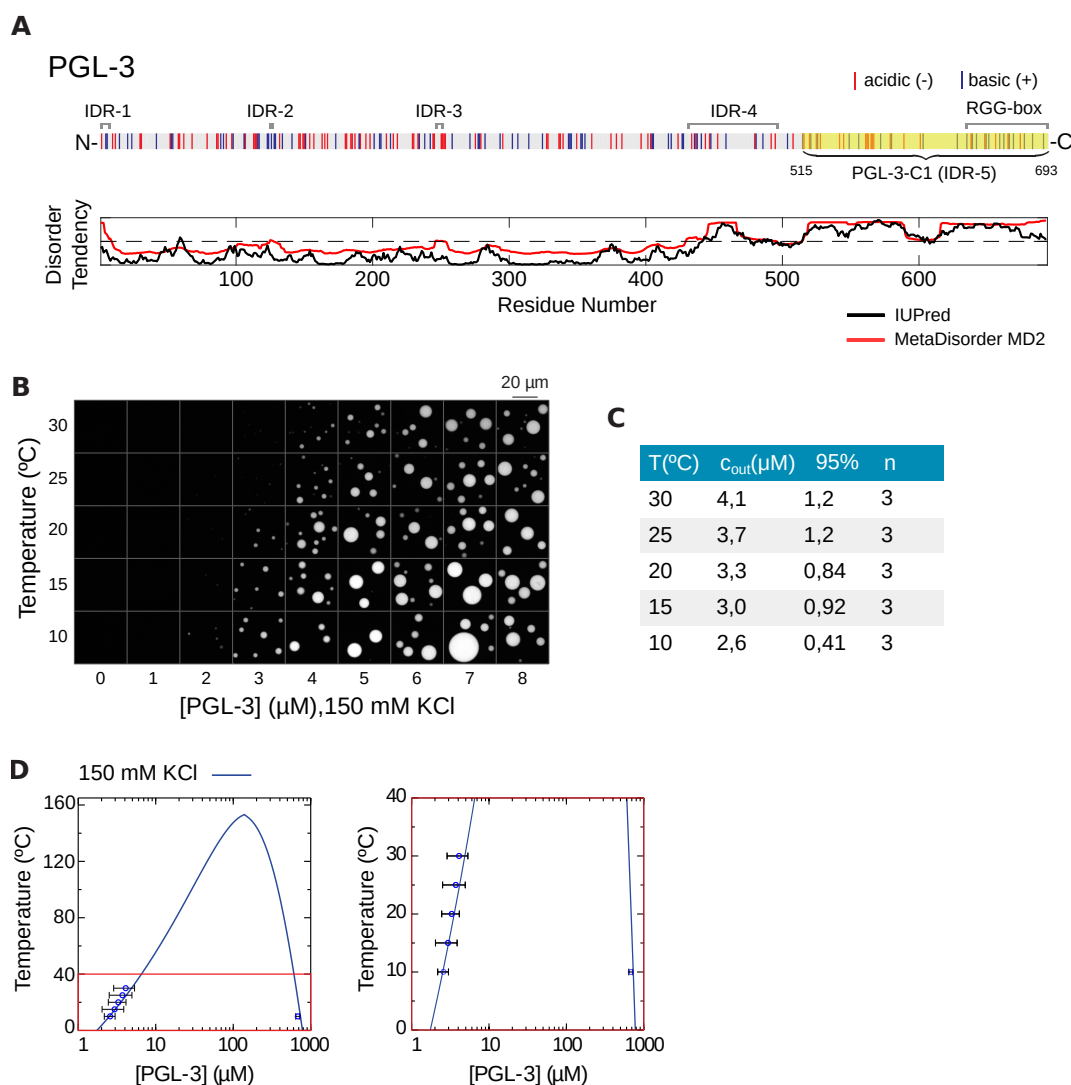 A
PGL-3
acidic (-) basic (+)
IDR-1 IDR-2 IDR-3 IDR-4 RGG-box
N- -C
515 PGL-3-C1 (IDR-5) 693
Disorder
Tendency
100 200 300 400 500 600
Residue Number
IUPred
MetaDisorder MD2
B
20 µm
Temperature (ºC)
30
25
20
15
10
0 1 2 3 4 5 6 7 8
[PGL-3] (µM),150 mM KCl
C
T(ºC) cout(µM) 95% n
30 4,1 1,2 3
25 3,7 1,2 3
20 3,3 0,84 3
15 3,0 0,92 3
10 2,6 0,41 3
D
150 mM KCl
Temperature (ºC)
160
120
80
40
0
1 10 100 1000
[PGL-3] (µM)
Temperature (ºC)
40
30
20
10
0
1 10 100 1000
[PGL-3] (µM)